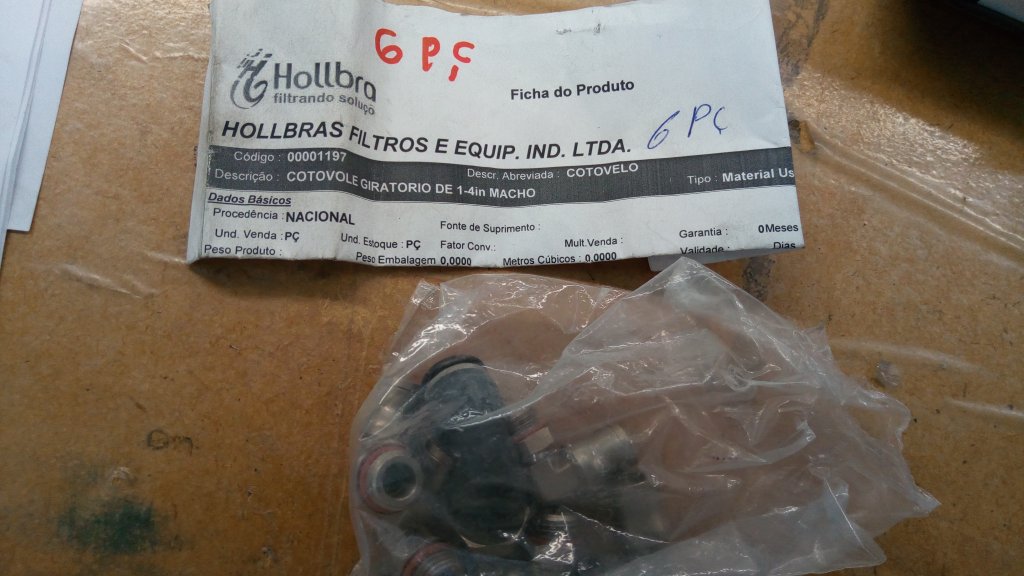 6 PÇ
Hollbra
filtrando soluçõ
Ficha do Produto
6 PÇ
HOLLBRAS FILTROS E EQUIP. IND. LTDA.
Código : 00001197 Descr. Abreviada : COTOVELO
Descrição : COTOVOLE GIRATORIO DE 1-4in MACHO Tipo : Material Us
Dados Básicos
Procedência : NACIONAL Fonte de Suprimento : Garantia : 0 Meses
Und. Venda : PÇ Und. Estoque : PÇ Fator Conv.: Mult.Venda : Validade : Dias
Peso Produto : Peso Embalagem 0,0000 Metros Cúbicos : 0,0000